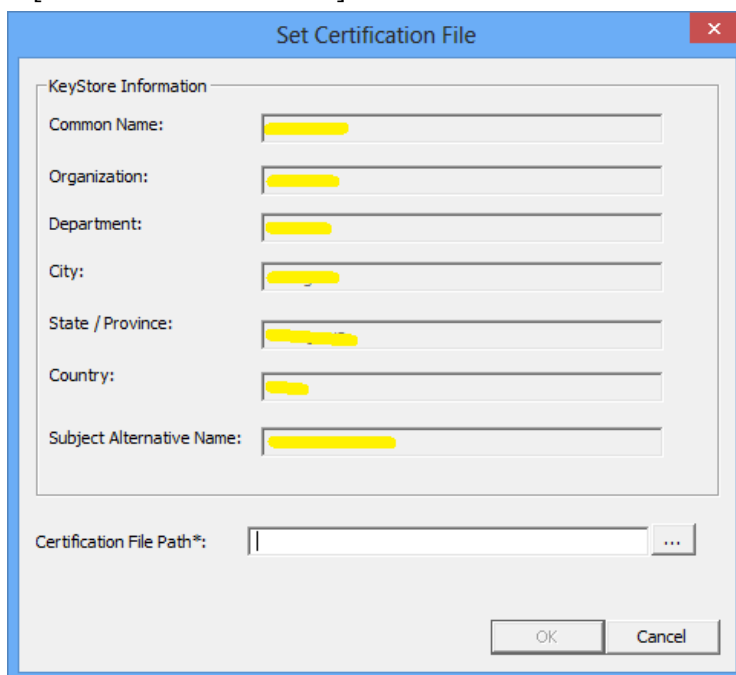 Set Certification File
KeyStore Information
Common Name:
Organization:
Department:
City:
State / Province:
Country:
Subject Alternative Name:
Certification File Path*:
...
OK
Cancel